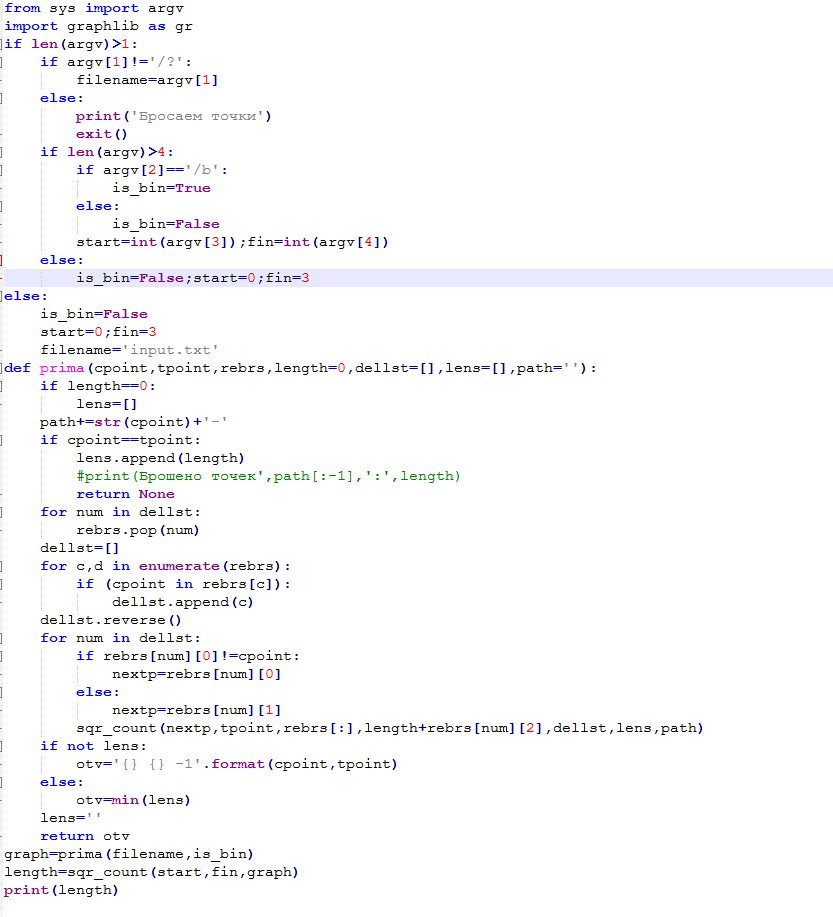 from sys import argv
import graphlib as gr
if len(argv)>1:
    if argv[1]!='/?':
        filename=argv[1]
    else:
        print('Бросаем точки')
        exit()
    if len(argv)>4:
        if argv[2]=='/b':
            is_bin=True
        else:
            is_bin=False
        start=int(argv[3]);fin=int(argv[4])
    else:
        is_bin=False;start=0;fin=3
else:
    is_bin=False
    start=0;fin=3
    filename='input.txt'
def prima(cpoint,tpoint,rebrs,length=0,dellst=[],lens=[],path=''):
    if length==0:
        lens=[]
    path+=str(cpoint)+'-'
    if cpoint==tpoint:
        lens.append(length)
        #print(Брошено точек',path[:-1],':',length)
        return None
    for num in dellst:
        rebrs.pop(num)
    dellst=[]
    for c,d in enumerate(rebrs):
        if (cpoint in rebrs[c]):
            dellst.append(c)
    dellst.reverse()
    for num in dellst:
        if rebrs[num][0]!=cpoint:
            nextp=rebrs[num][0]
        else:
            nextp=rebrs[num][1]
        sqr_count(nextp,tpoint,rebrs[:],length+rebrs[num][2],dellst,lens,path)
    if not lens:
        otv='{} {} -1'.format(cpoint,tpoint)
    else:
        otv=min(lens)
    lens=''
    return otv
graph=prima(filename,is_bin)
length=sqr_count(start,fin,graph)
print(length)